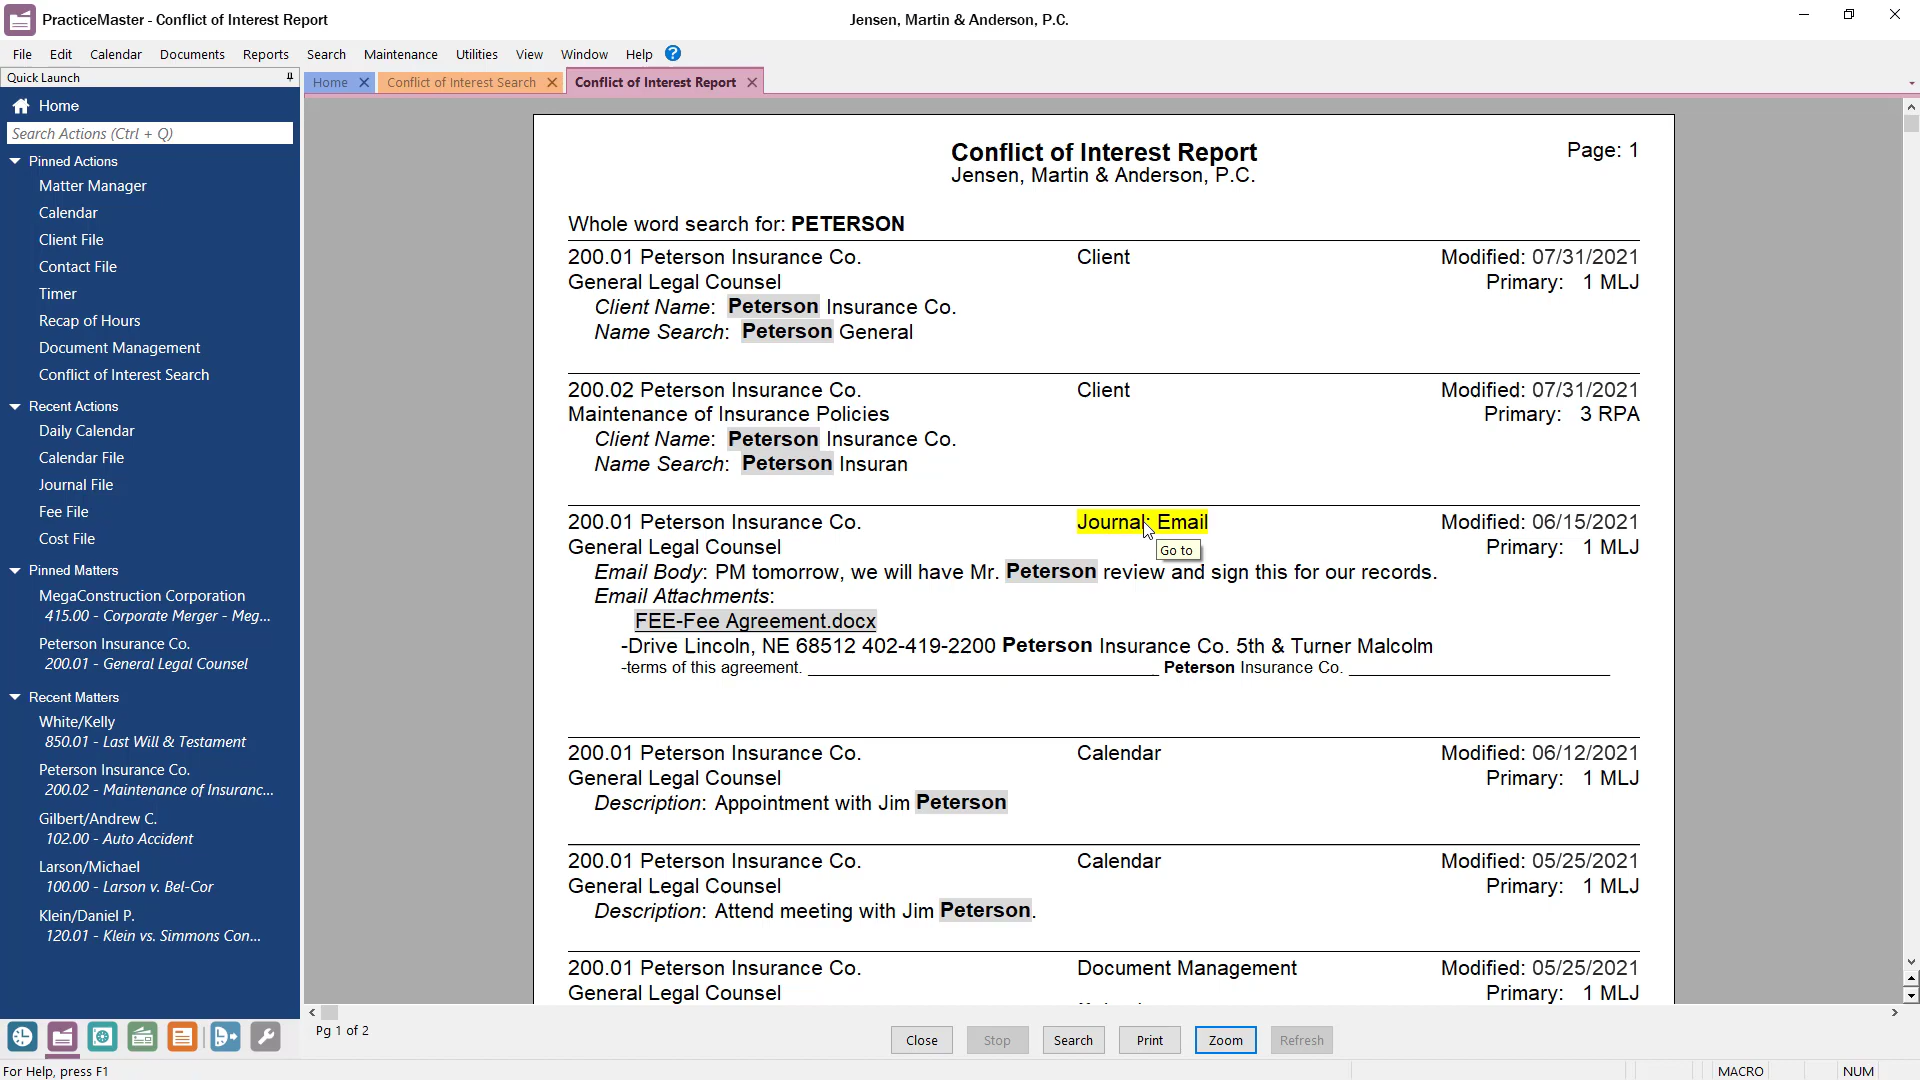 PracticeMaster - Conflict of Interest Report
Jensen, Martin & Anderson, P.C.
File Edit Calendar Documents Reports Search Maintenance Utilities View Window Help ?
Quick Launch
Home
Search Actions (Ctrl + Q)
Pinned Actions
Matter Manager
Calendar
Client File
Contact File
Timer
Recap of Hours
Document Management
Conflict of Interest Search
Recent Actions
Daily Calendar
Calendar File
Journal File
Fee File
Cost File
Pinned Matters
MegaConstruction Corporation
415.00 - Corporate Merger - Meg...
Peterson Insurance Co.
200.01 - General Legal Counsel
Recent Matters
White/Kelly
850.01 - Last Will & Testament
Peterson Insurance Co.
200.02 - Maintenance of Insuranc...
Gilbert/Andrew C.
102.00 - Auto Accident
Larson/Michael
100.00 - Larson v. Bel-Cor
Klein/Daniel P.
120.01 - Klein vs. Simmons Con...
Home Conflict of Interest Search Conflict of Interest Report
Conflict of Interest Report
Page: 1
Jensen, Martin & Anderson, P.C.
Whole word search for: PETERSON
200.01 Peterson Insurance Co. Client Modified: 07/31/2021
General Legal Counsel Primary: 1 MLJ
Client Name: Peterson Insurance Co.
Name Search: Peterson General
200.02 Peterson Insurance Co. Client Modified: 07/31/2021
Maintenance of Insurance Policies Primary: 3 RPA
Client Name: Peterson Insurance Co.
Name Search: Peterson Insuran
200.01 Peterson Insurance Co. Journal: Email Modified: 06/15/2021
General Legal Counsel Primary: 1 MLJ
Go to
Email Body: PM tomorrow, we will have Mr. Peterson review and sign this for our records.
Email Attachments:
FEE-Fee Agreement.docx
-Drive Lincoln, NE 68512 402-419-2200 Peterson Insurance Co. 5th & Turner Malcolm
-terms of this agreement. Peterson Insurance Co.
200.01 Peterson Insurance Co. Calendar Modified: 06/12/2021
General Legal Counsel Primary: 1 MLJ
Description: Appointment with Jim Peterson
200.01 Peterson Insurance Co. Calendar Modified: 05/25/2021
General Legal Counsel Primary: 1 MLJ
Description: Attend meeting with Jim Peterson.
200.01 Peterson Insurance Co. Document Management Modified: 05/25/2021
General Legal Counsel Primary: 1 MLJ
Pg 1 of 2
Close Stop Search Print Zoom Refresh
For Help, press F1
MACRO NUM